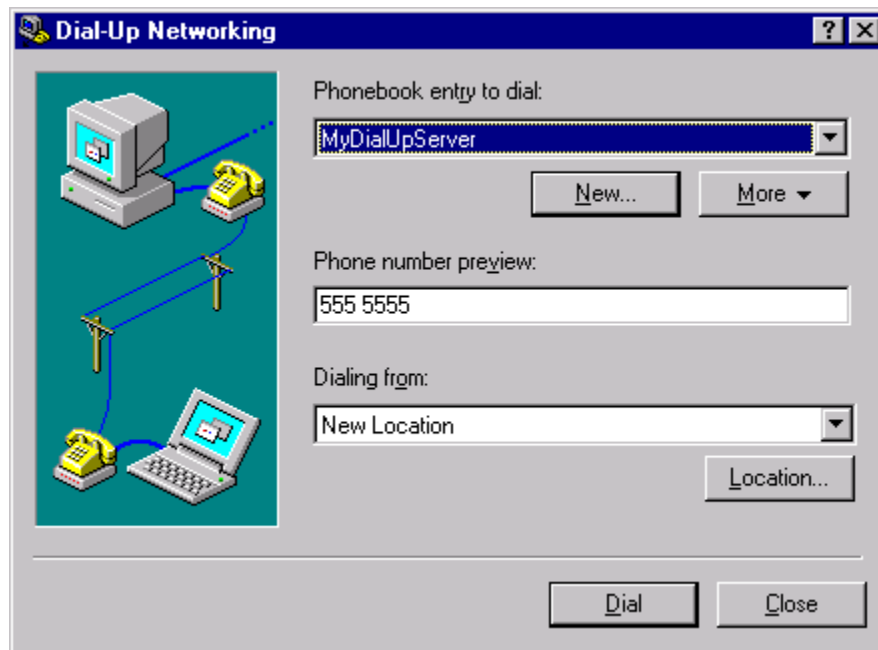 Dial-Up Networking
Phonebook entry to dial:
MyDialUpServer
New... More
Phone number preview:
555 5555
Dialing from:
New Location
Location...
Dial Close